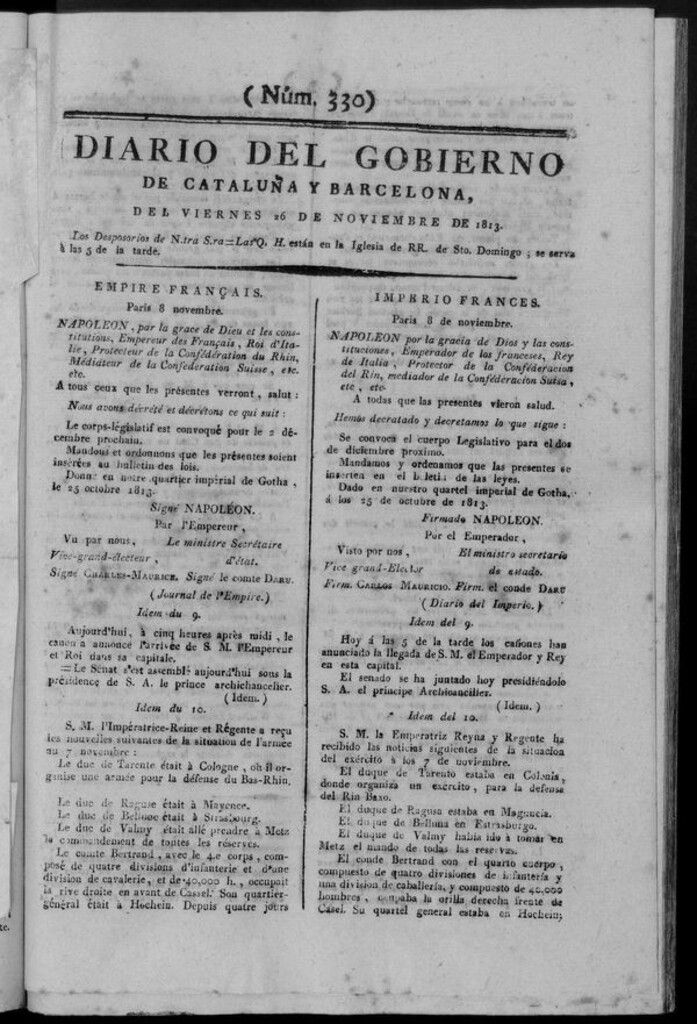 (Núm. 330)
DIARIO DEL GOBIERNO
DE CATALUÑA Y BARCELONA,
DEL VIERNES 26 DE NOVIEMBRE DE 1813.
Los Desposorios de N.tra S.ra=Las Q. H. están en la Iglesia de RR. de Sto. Domingo ; se serva
à las 5 de la tarde.
EMPIRE FRANÇAIS.
Paris 8 novembre.
NAPOLEON, par la grace de Dieu et les cons-
titutions, Empereur des Français, Roi d'Ita-
lie, Protecteur de la Confédération du Rhin,
Médiateur de la Confederation Suisse, etc.
etc.
A tous ceux que les présentes verront, salut :
Nous avons décrété et décrétons ce qui suit :
Le corps-législatif est convoqué pour le 2 dé-
cembre prochain.
Mandons et ordonnons que les présentes soient
insérées au bulletin des lois.
Donné en notre quartier impérial de Gotha,
le 25 octobre 1813.
Signé NAPOLÉON.
Par l'Empereur,
Vu par nous, Le ministre Secrétaire
Vice-grand-électeur, d'état.
Signé CHARLES-MAURICE. Signé le comte DARU.
(Journal de l'Empire.)
Idem du 9.
Aujourd'hui, à cinq heures après midi, le
canon a annoncé l'arrivée de S. M. l'Empereur
et Roi dans sa capitale.
=Le Sénat s'est assemblé aujourd'hui sous la
présidence de S. A. le prince archichancelier.
(Idem.)
Idem du 10.
S. M. l'Impératrice-Reine et Régente a reçu
les nouvelles suivantes de la situation de l'armée
au 7 novembre :
Le duc de Tarente était à Cologne, où il or-
ganise une armée pour la défense du Bas-Rhin.
Le duc de Raguse était à Mayence.
Le duc de Bellune était à Strasbourg.
Le duc de Valmy était allé prendre à Metz
le commandement de toutes les réserves.
Le comte Bertrand, avec le 4.e corps, com-
posé de quatre divisions d'infanterie et d'une
division de cavalerie, et de 40,000 h., occupait
la rive droite en avant de Cassel. Son quartier-
général était à Hochein. Depuis quatre jours
IMPERIO FRANCES.
Paris 8 de noviembre.
NAPOLEON por la gracia de Dios y las cons-
tituciones, Emperador de los franceses, Rey
de Italia, Protector de la Conféderacion
del Rin, mediador de la Conféderacion Suisa,
etc, etc.
A todas que las presentes vieron salud.
Hemos decratado y decretamos lo que sigue :
Se convoca el cuerpo Legislativo para el dos
de diciembre proximo.
Mandamos y ordenamos que las presentes se
inserten en el boletin de las leyes.
Dado en nuestro quartel imperial de Gotha,
á los 25 de octubre de 1813.
Firmado NAPOLEON.
Por el Emperador,
Visto por nos, El ministro secretario
Vice grand-Elector de estado.
Firm. CARLOS MAURICIO. Firm. el conde DARU
(Diario del Imperio.)
Idem del 9.
Hoy á las 5 de la tarde los cañones han
anunciado la llegada de S. M. el Emperador y Rey
en esta capital.
El senado se ha juntado hoy presidiéndolo
S. A. el principe Archicanciller.
(Idem.)
Idem del 10.
S. M. la Emperatriz Reyna y Regente ha
recibido las noticias siguientes de la situacion
del exército á los 7 de noviembre.
El duque de Tarento estaba en Colonia,
donde organiza un exército, para la defensa
del Rin Baxo.
El duque de Ragusa estaba en Maguncia.
El duque de Belluna en Estrasburgo.
El duque de Valmy habia ido á tomar en
Metz el mando de todas las reservas.
El conde Bertrand con el quarto cuerpo,
compuesto de quatro divisiones de infantería y
una division de caballería, y compuesto de 40,000
hombres, ocupaba la orilla derecha frente de
Casel. Su quartel general estaba en Hochein;